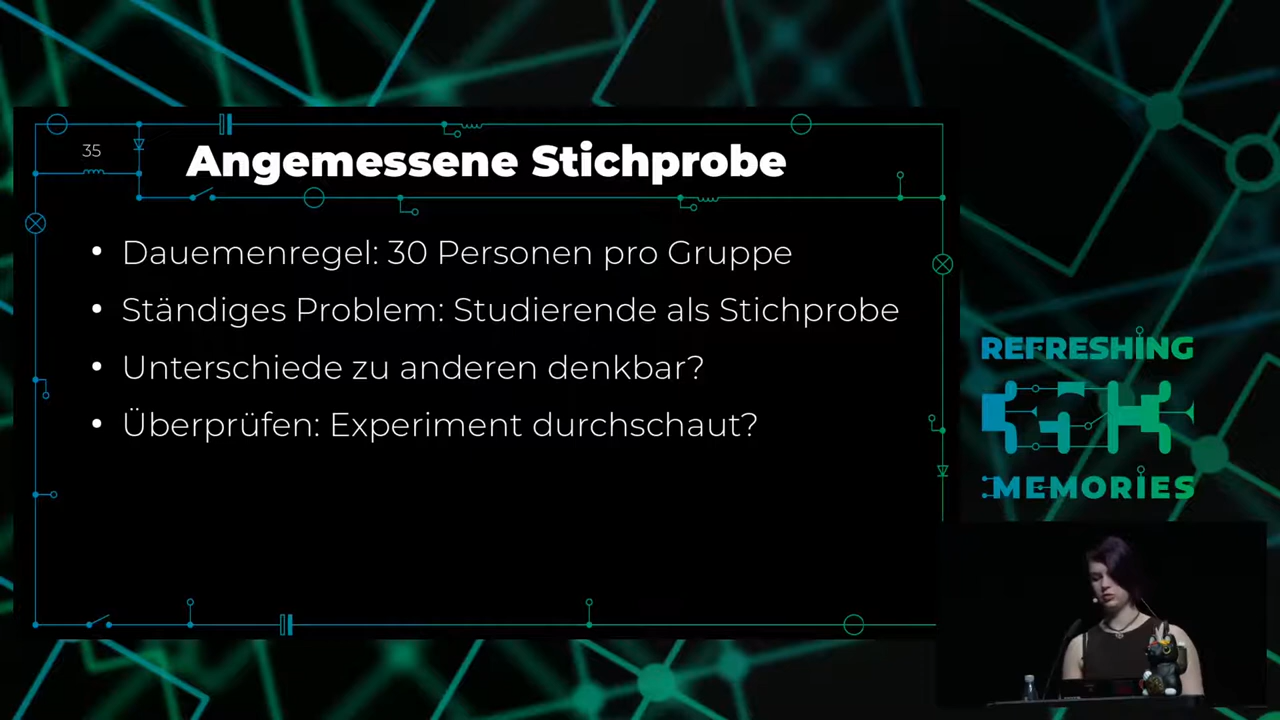 35
Angemessene Stichprobe
• Dauemenregel: 30 Personen pro Gruppe
• Ständiges Problem: Studierende als Stichprobe
• Unterschiede zu anderen denkbar?
• Überprüfen: Experiment durchschaut?
REFRESHING
MEMORIES